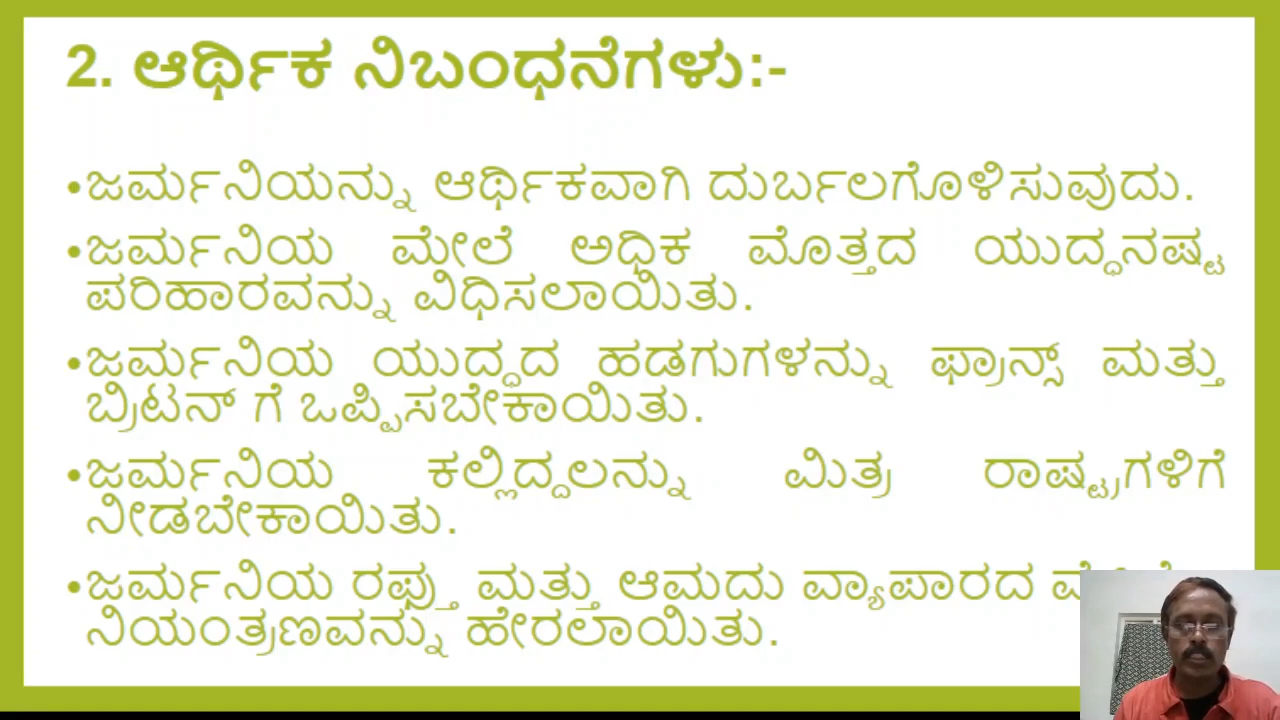 2. ಆರ್ಥಿಕ ನಿಬಂಧನೆಗಳು:-
•ಜರ್ಮನಿಯನ್ನು ಆರ್ಥಿಕವಾಗಿ ದುರ್ಬಲಗೊಳಿಸುವುದು.
•ಜರ್ಮನಿಯ ಮೇಲೆ ಅಧಿಕ ಮೊತ್ತದ ಯುದ್ಧನಷ್ಟ
ಪರಿಹಾರವನ್ನು ವಿಧಿಸಲಾಯಿತು.
•ಜರ್ಮನಿಯ ಯುದ್ಧದ ಹಡಗುಗಳನ್ನು ಫ್ರಾನ್ಸ್ ಮತ್ತು
ಬ್ರಿಟನ್ ಗೆ ಒಪ್ಪಿಸಬೇಕಾಯಿತು.
•ಜರ್ಮನಿಯ ಕಲ್ಲಿದ್ದಲನ್ನು ಮಿತ್ರ ರಾಷ್ಟ್ರಗಳಿಗೆ
ನೀಡಬೇಕಾಯಿತು.
•ಜರ್ಮನಿಯ ರಫ್ತು ಮತ್ತು ಆಮದು ವ್ಯಾಪಾರದ
ನಿಯಂತ್ರಣವನ್ನು ಹೇರಲಾಯಿತು.